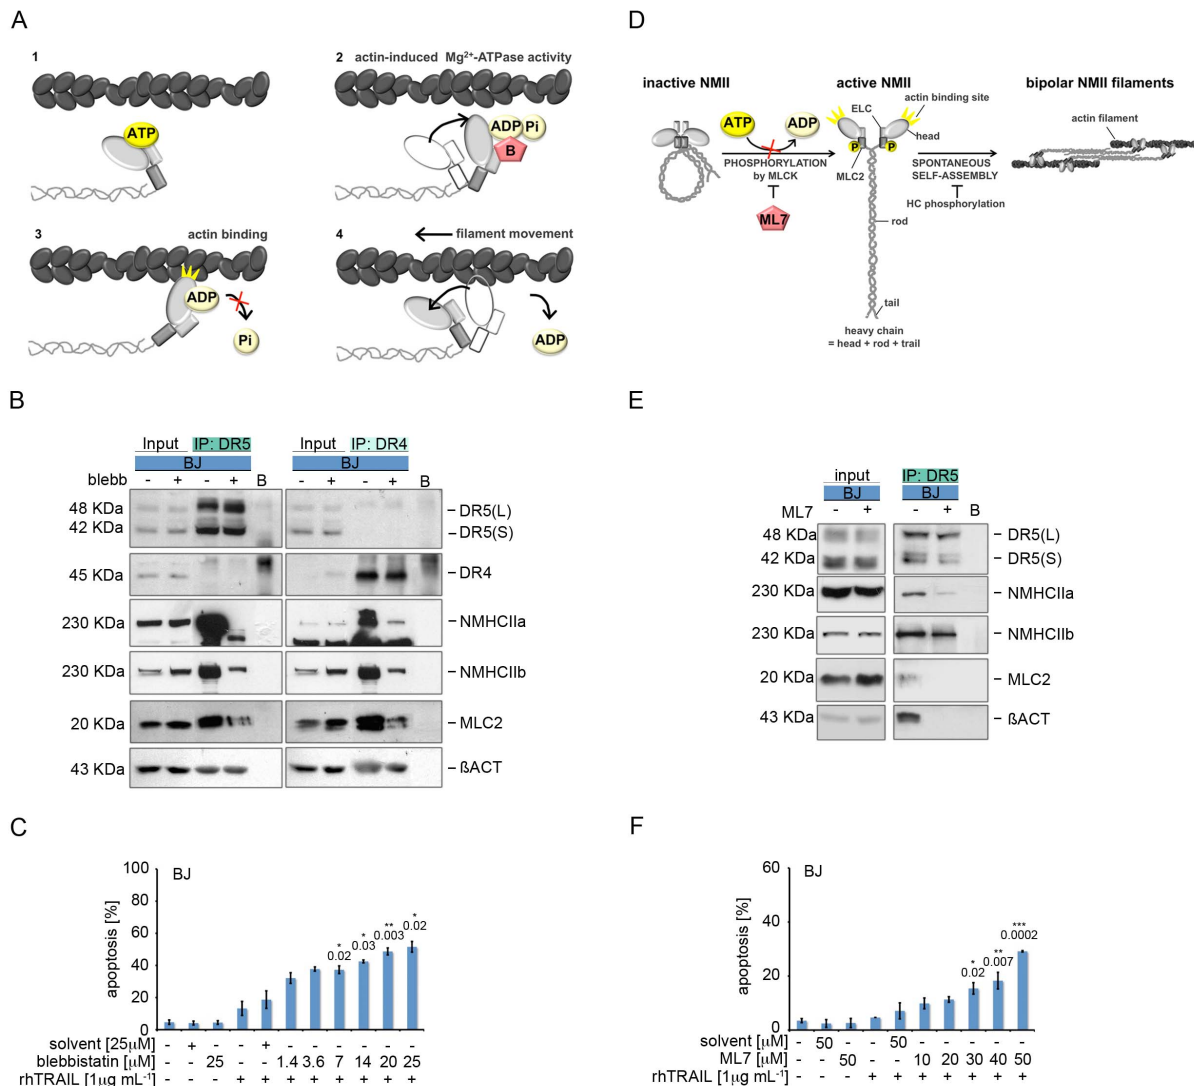 A
1
ATP
2 actin-induced Mg²⁺-ATPase activity
ADP Pi
B
3
actin binding
ADP
Pi
4
filament movement
ADP
D
inactive NMII
active NMII
bipolar NMII filaments
ATP
ADP
ELC
actin binding site
head
actin filament
P
P
PHOSPHORYLATION
by MLCK
MLC2
SPONTANEOUS
SELF-ASSEMBLY
HC phosphorylation
ML7
rod
tail
heavy chain
= head + rod + trail
B
Input IP: DR5 Input IP: DR4
BJ BJ
blebb - + - + B - + - + B
48 KDa DR5(L)
42 KDa DR5(S)
45 KDa DR4
230 KDa NMHCIIa
230 KDa NMHCIIb
20 KDa MLC2
43 KDa ßACT
E
input IP: DR5
BJ BJ
ML7 - + - + B
48 KDa DR5(L)
42 KDa DR5(S)
230 KDa NMHCIIa
230 KDa NMHCIIb
20 KDa MLC2
43 KDa ßACT
C
BJ
apoptosis [%]
100
80
60
40
20
0
* 0.02
* 0.03
** 0.003
* 0.02
solvent [25µM] - + - - + - - - - - -
blebbistatin [µM] - - 25 - - 1.4 3.6 7 14 20 25
rhTRAIL [1µg mL⁻¹] - - - + + + + + + + +
F
BJ
apoptosis [%]
60
40
20
0
* 0.02
** 0.007
*** 0.0002
solvent [µM] - 50 - - 50 - - - - -
ML7 [µM] - - 50 - - 10 20 30 40 50
rhTRAIL [1µg mL⁻¹] - - - + + + + + + +